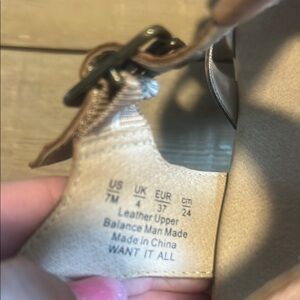 US UK EUR cm
7M 4 37 24
Leather Upper
Balance Man Made
Made in China
WANT IT ALL